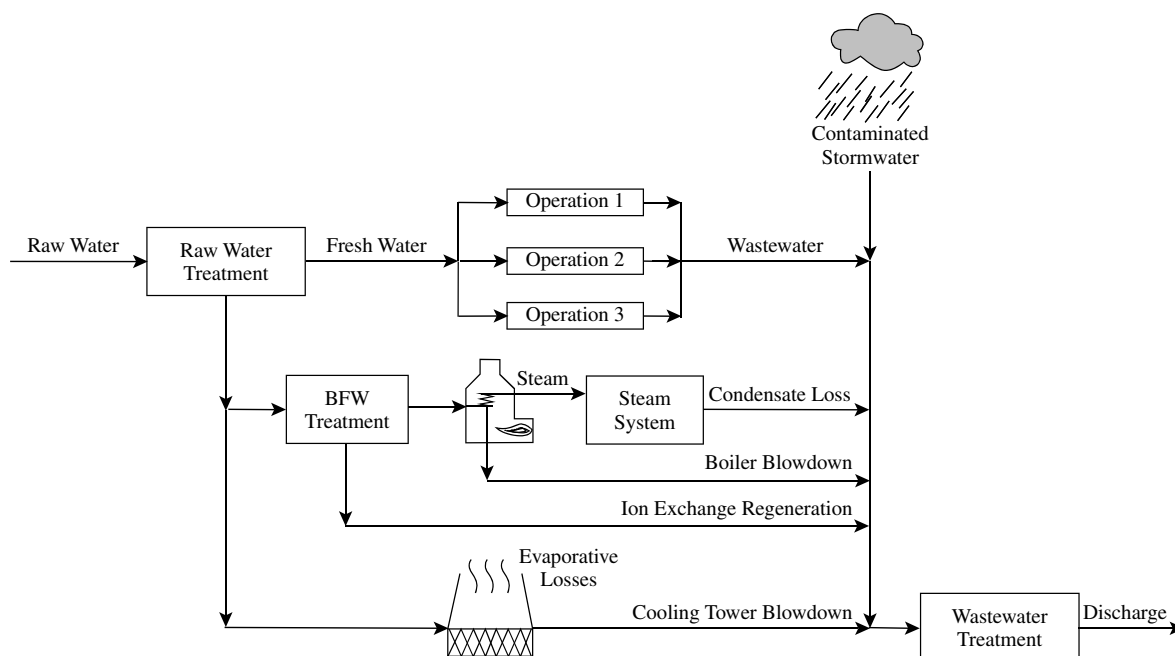 Contaminated
Stormwater
Operation 1
Raw Water
Raw Water
Treatment
Fresh Water
Operation 2
Wastewater
Operation 3
BFW
Treatment
Steam
Steam
System
Condensate Loss
Boiler Blowdown
Ion Exchange Regeneration
Evaporative
Losses
Cooling Tower Blowdown
Wastewater
Treatment
Discharge